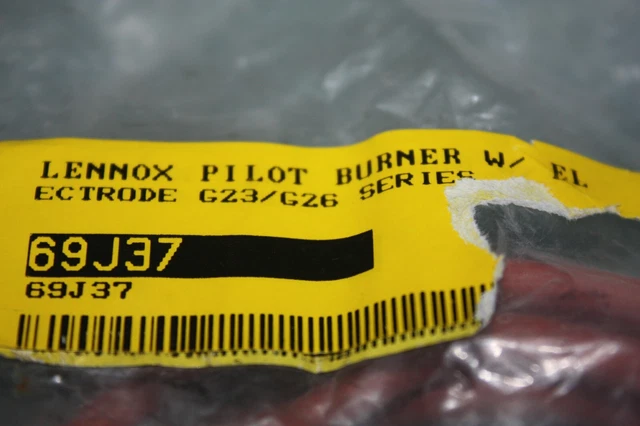 LENNOX PILOT BURNER W/ EL
ECTRODE G23/G26 SERIES
69J37
69J37